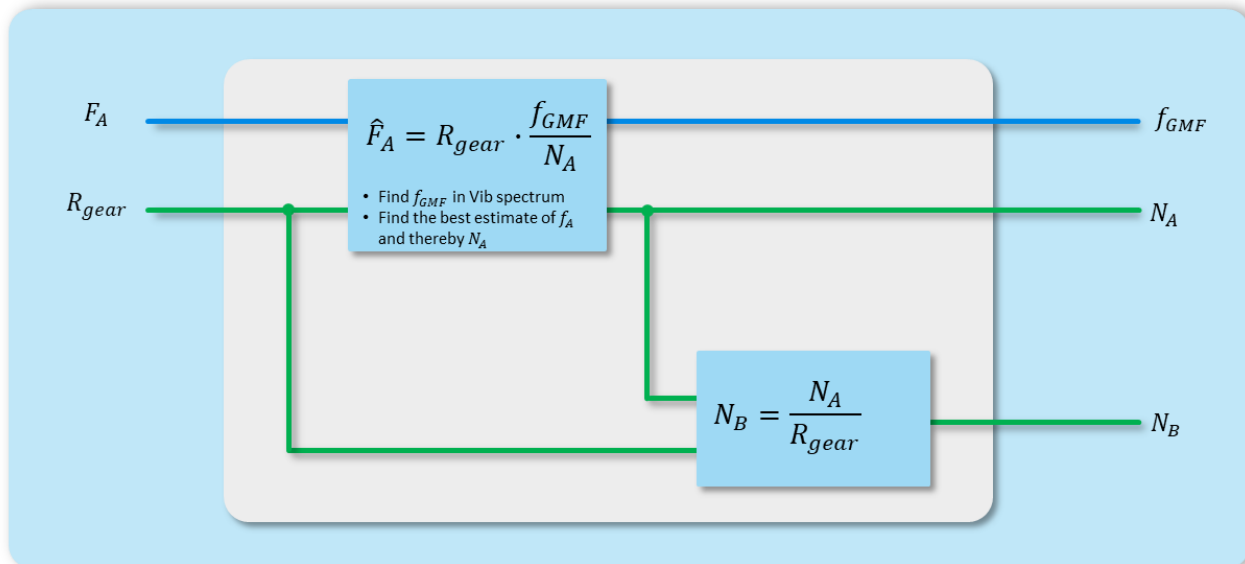 F_A
F̂_A = R_gear · f_GMF / N_A
f_GMF
R_gear
• Find f_GMF in Vib spectrum
• Find the best estimate of f_A
and thereby N_A
N_A
N_B = N_A / R_gear
N_B